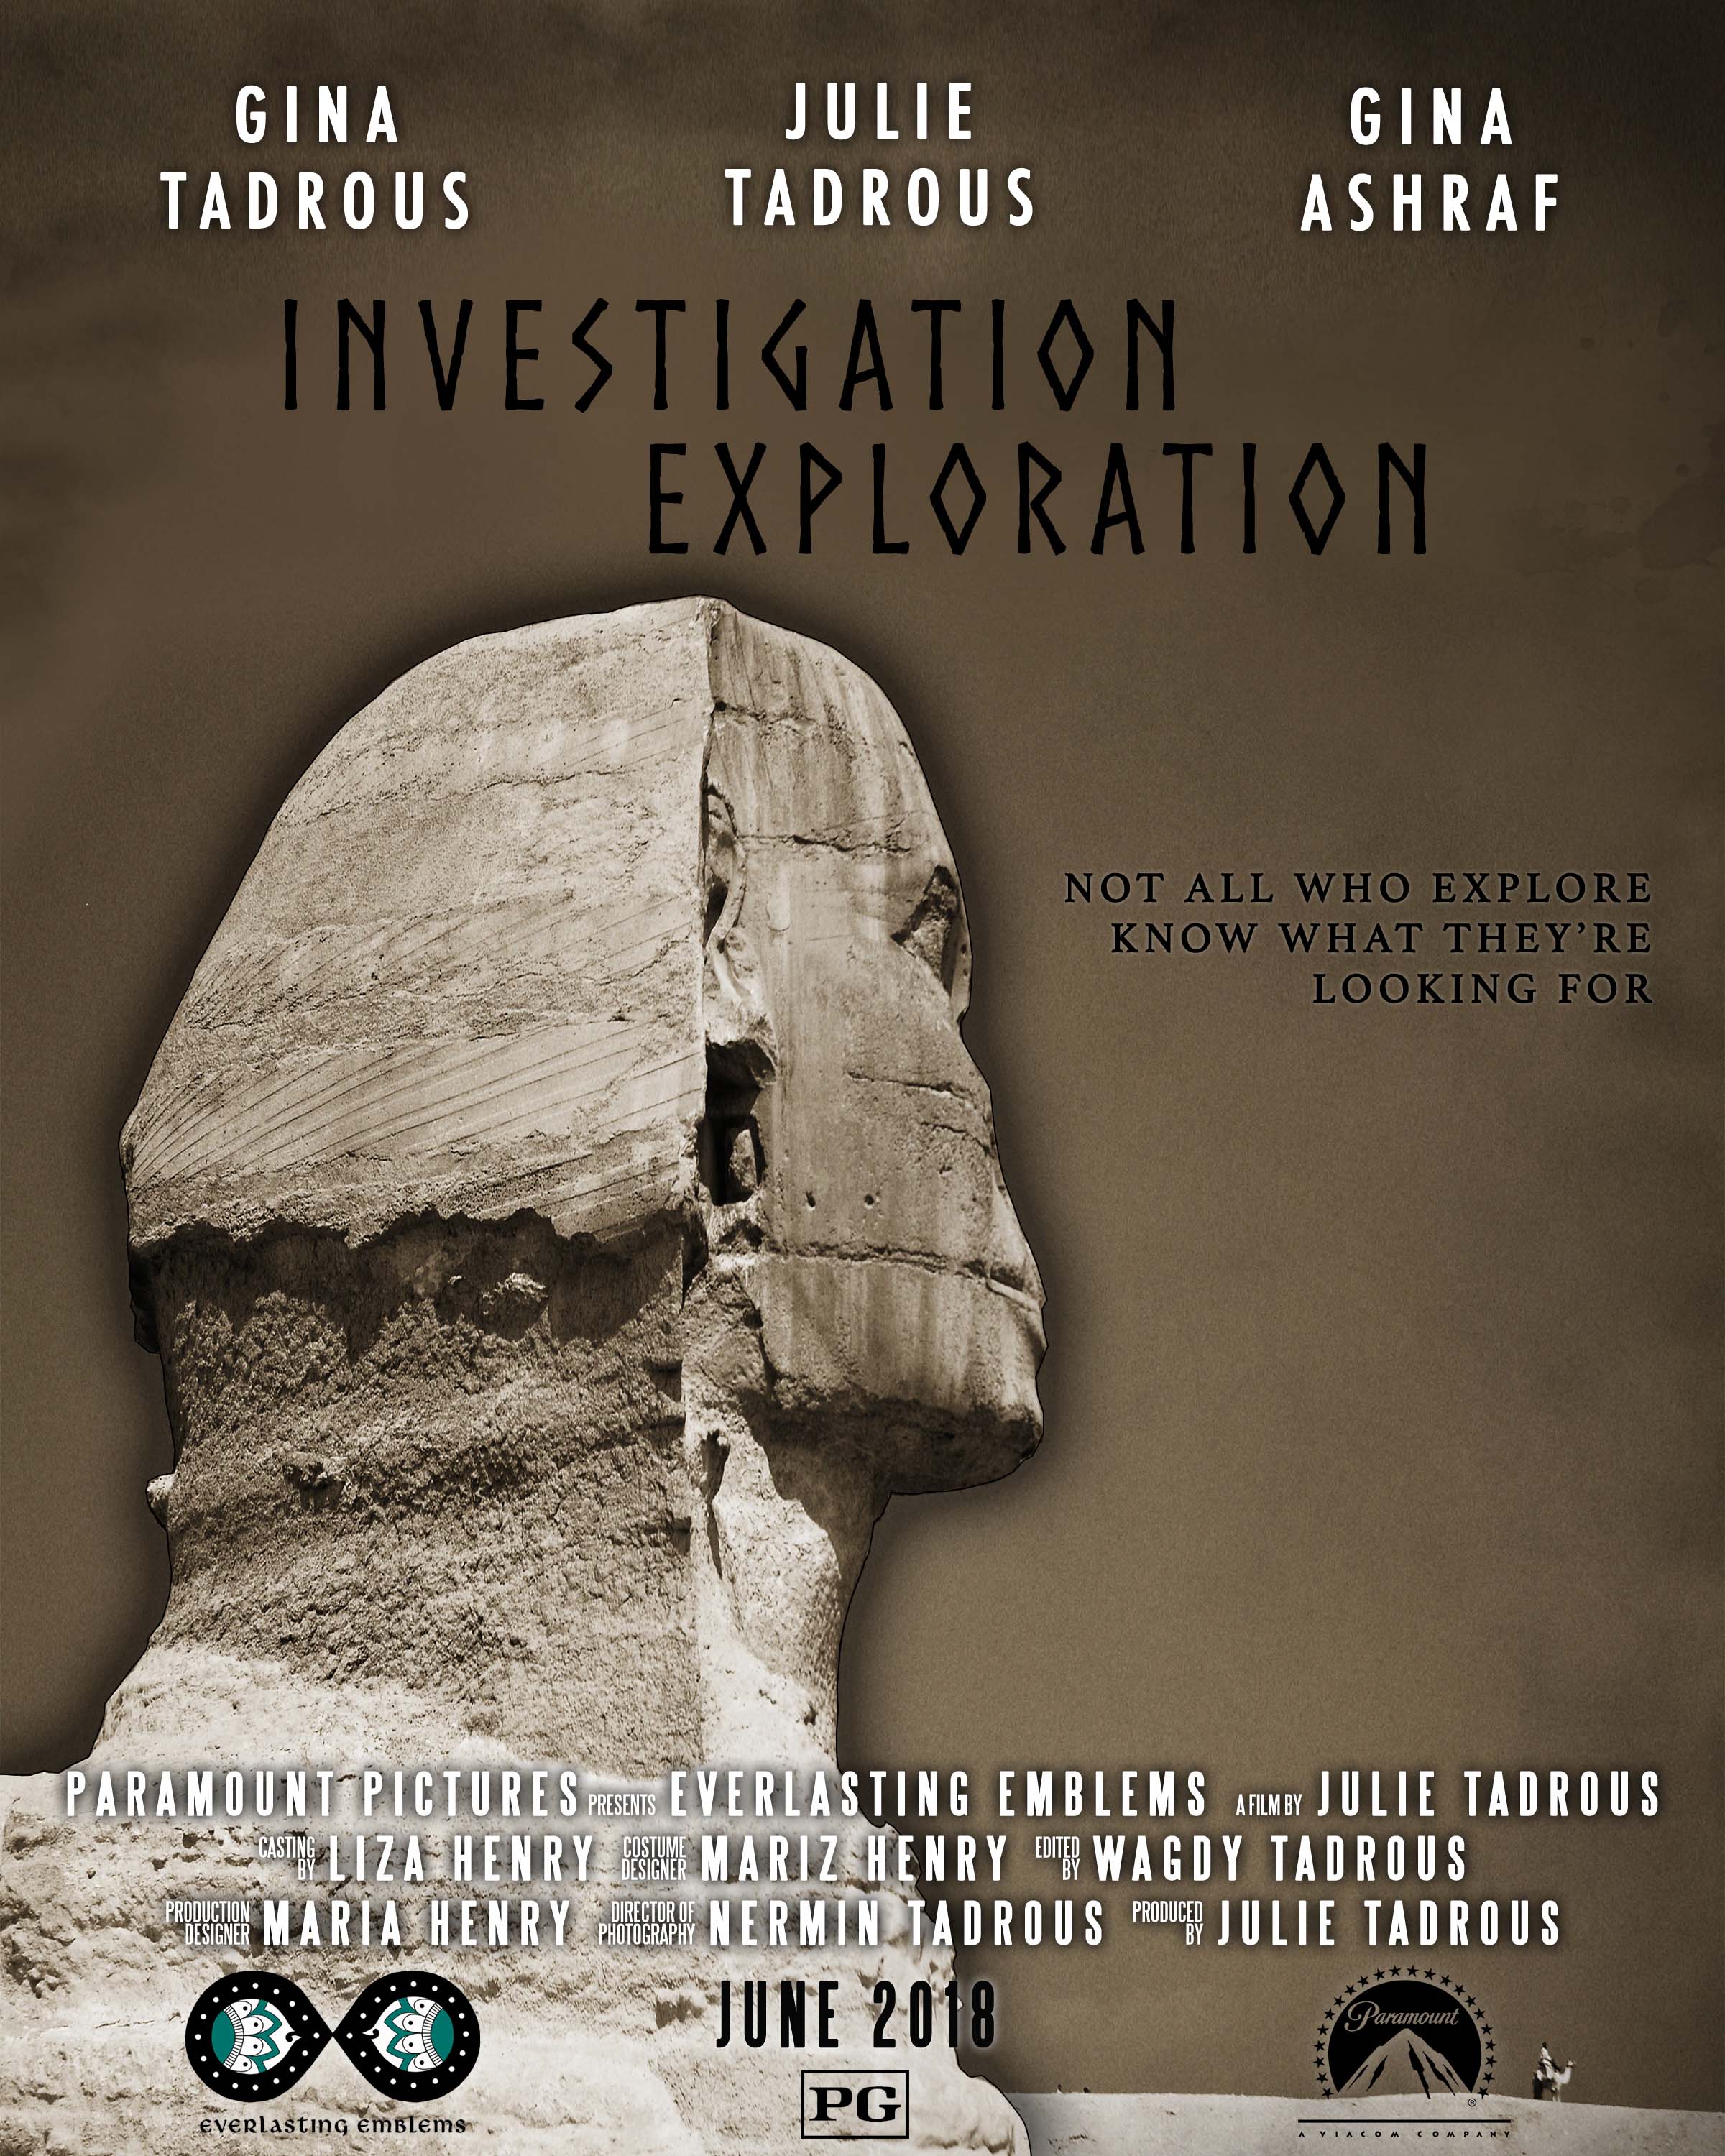 GINA
TADROUS
JULIE
TADROUS
GINA
ASHRAF
INVESTIGATION
EXPLORATION
NOT ALL WHO EXPLORE
KNOW WHAT THEY'RE
LOOKING FOR
PARAMOUNT PICTURES PRESENTS EVERLASTING EMBLEMS A FILM BY JULIE TADROUS
CASTING BY LIZA HENRY COSTUME DESIGNER MARIZ HENRY EDITED BY WAGDY TADROUS
PRODUCTION DESIGNER MARIA HENRY DIRECTOR OF PHOTOGRAPHY NERMIN TADROUS PRODUCED BY JULIE TADROUS
EVERLASTING EMBLEMS
JUNE 2018
PG
Paramount
®
A VIACOM COMPANY